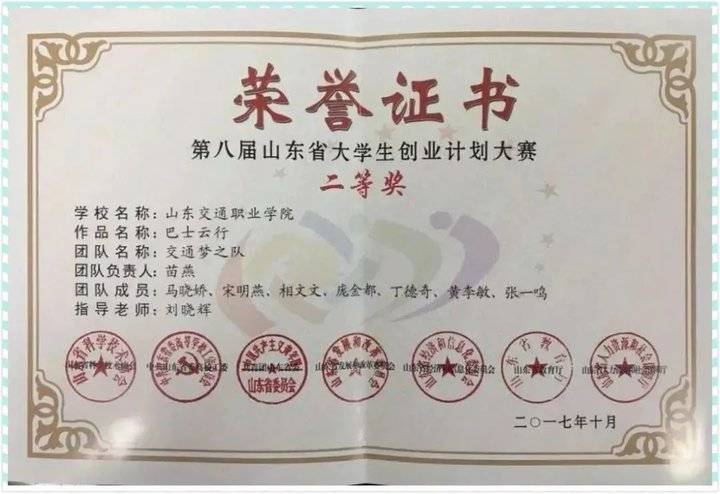 荣誉证书
第八届山东省大学生创业计划大赛
二等奖
学校名称：山东交通职业学院
作品名称：巴士云行
团队名称：交通梦之队
团队负责人：苗燕
团队成员：马晓娇、宋明燕、相文文、庞金都、丁德奇、黄李敏、张一鸣
指导老师：刘晓辉
山东省委员会
二〇一七年十月